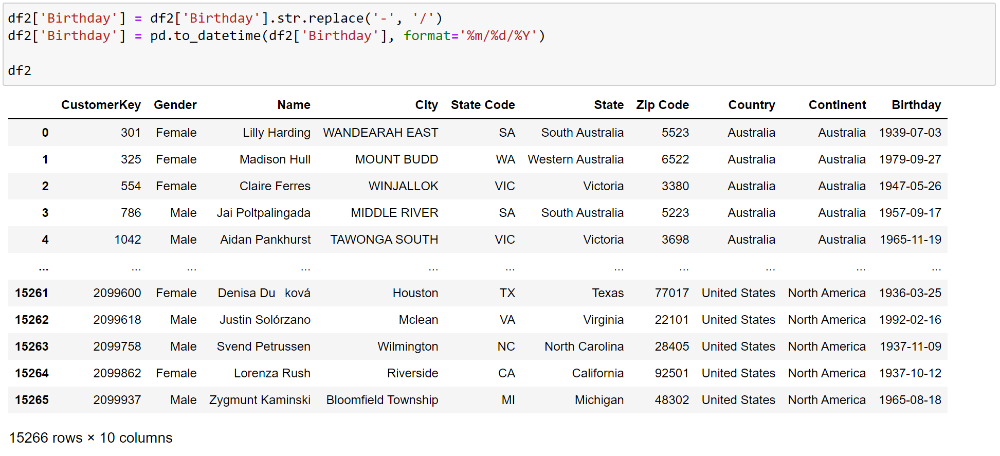 df2['Birthday'] = df2['Birthday'].str.replace('-', '/')
df2['Birthday'] = pd.to_datetime(df2['Birthday'], format='%m/%d/%Y')
df2
CustomerKey Gender Name City State Code State Zip Code Country Continent Birthday
0 301 Female Lilly Harding WANDEARAH EAST SA South Australia 5523 Australia Australia 1939-07-03
1 325 Female Madison Hull MOUNT BUDD WA Western Australia 6522 Australia Australia 1979-09-27
2 554 Female Claire Ferres WINJALLOK VIC Victoria 3380 Australia Australia 1947-05-26
3 786 Male Jai Poltpalingada MIDDLE RIVER SA South Australia 5223 Australia Australia 1957-09-17
4 1042 Male Aidan Pankhurst TAWONGA SOUTH VIC Victoria 3698 Australia Australia 1965-11-19
... ... ... ... ... ... ... ... ... ... ...
15261 2099600 Female Denisa Du ková Houston TX Texas 77017 United States North America 1936-03-25
15262 2099618 Male Justin Solórzano Mclean VA Virginia 22101 United States North America 1992-02-16
15263 2099758 Male Svend Petrussen Wilmington NC North Carolina 28405 United States North America 1937-11-09
15264 2099862 Female Lorenza Rush Riverside CA California 92501 United States North America 1937-10-12
15265 2099937 Male Zygmunt Kaminski Bloomfield Township MI Michigan 48302 United States North America 1965-08-18
15266 rows × 10 columns